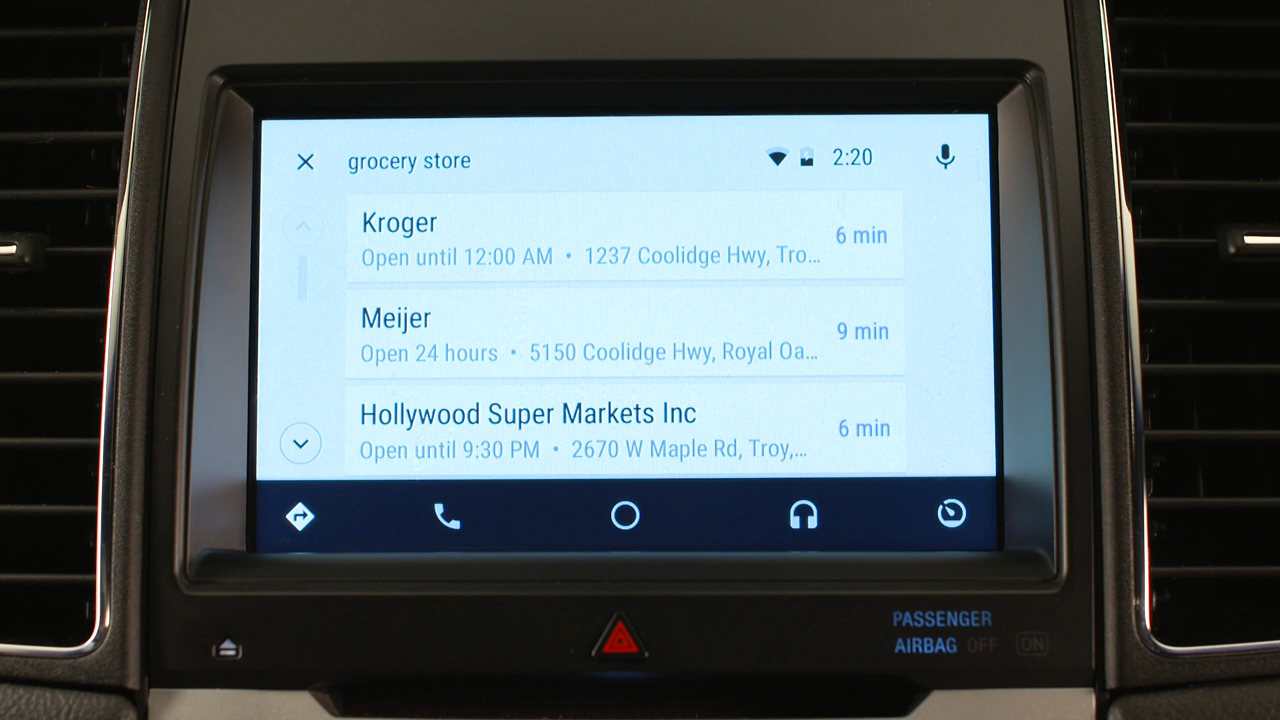 grocery store
2:20
Kroger
6 min
Open until 12:00 AM • 1237 Coolidge Hwy, Tro...
Meijer
9 min
Open 24 hours • 5150 Coolidge Hwy, Royal Oa...
Hollywood Super Markets Inc
6 min
Open until 9:30 PM • 2670 W Maple Rd, Troy,...
PASSENGER
AIRBAG OFF ON